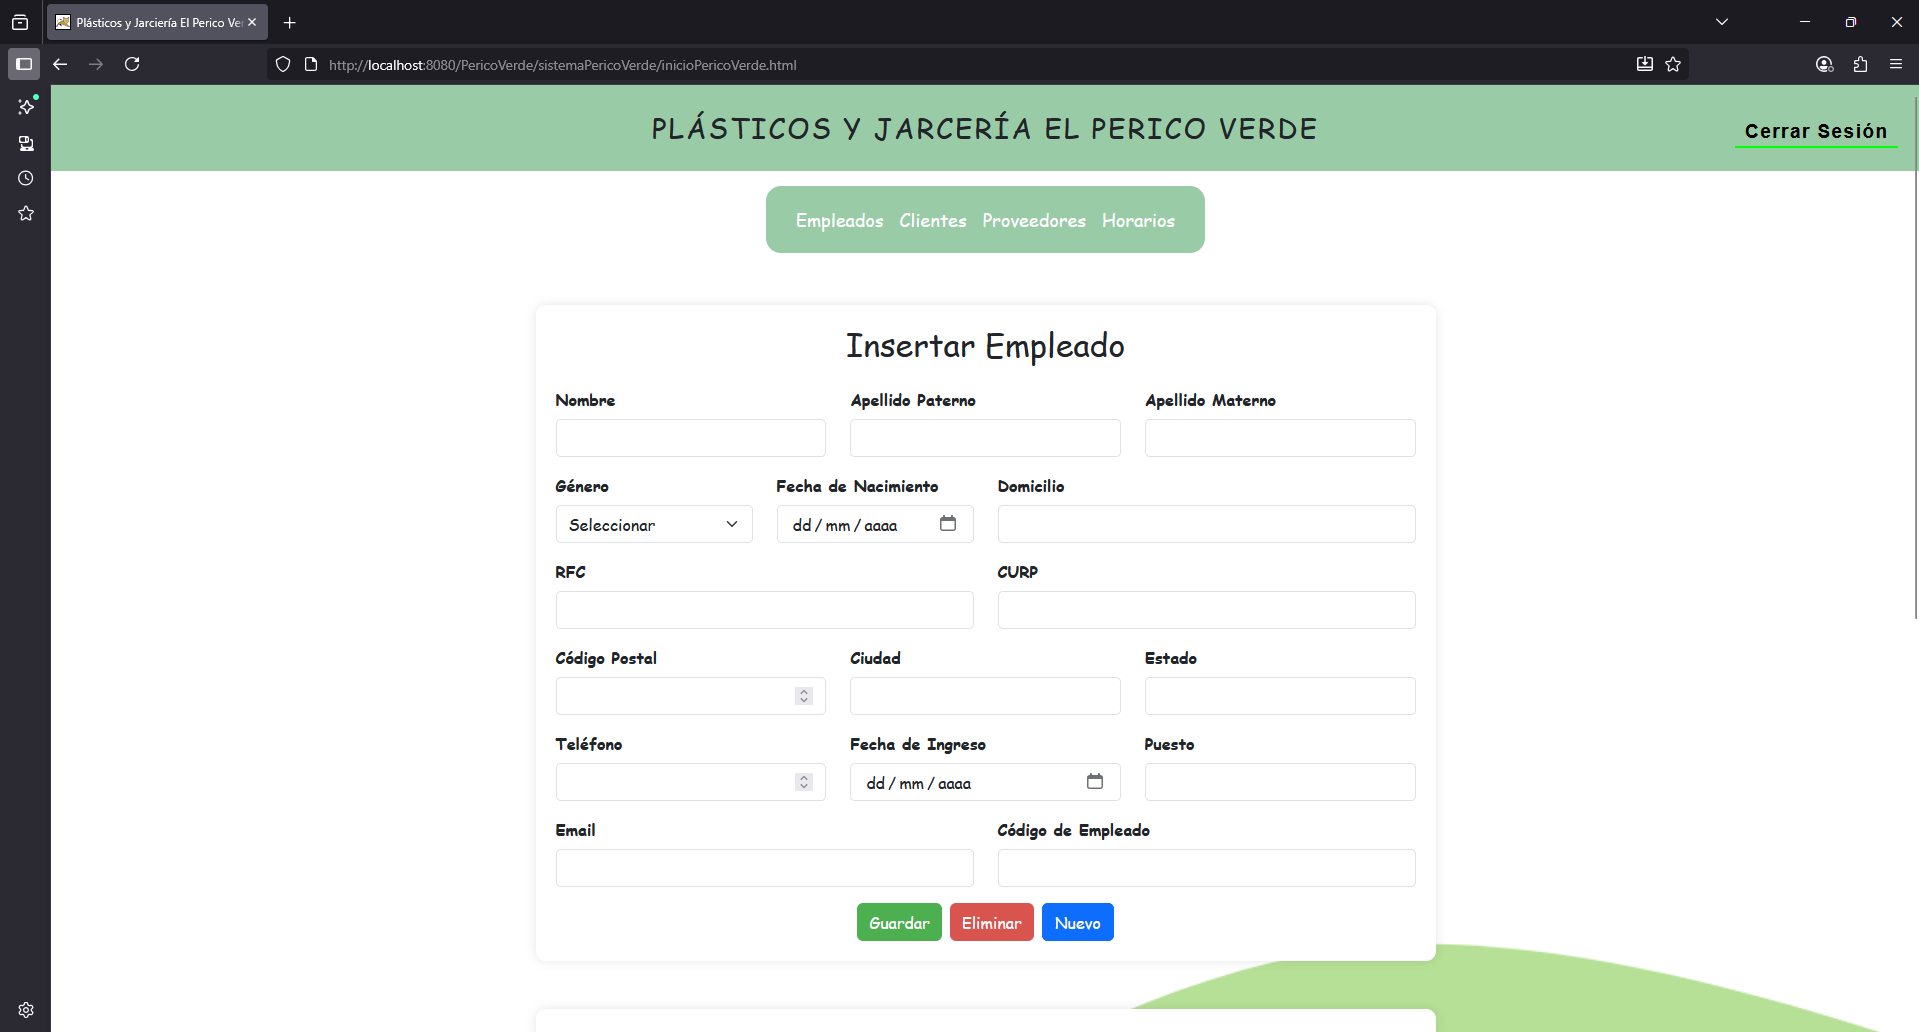 Plásticos y Jarciería El Perico Ve
http://localhost:8080/PericoVerde/sistemaPericoVerde/inicioPericoVerde.html
PLÁSTICOS Y JARCERÍA EL PERICO VERDE
Cerrar Sesión
Empleados Clientes Proveedores Horarios
Insertar Empleado
Nombre Apellido Paterno Apellido Materno
Género Fecha de Nacimiento Domicilio
Seleccionar dd / mm / aaaa
RFC CURP
Código Postal Ciudad Estado
Teléfono Fecha de Ingreso Puesto
dd / mm / aaaa
Email Código de Empleado
Guardar Eliminar Nuevo